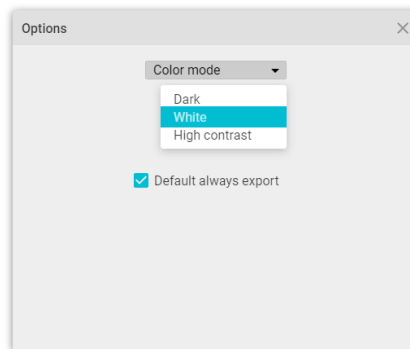 Options
Color mode
Dark
White
High contrast
Default always export